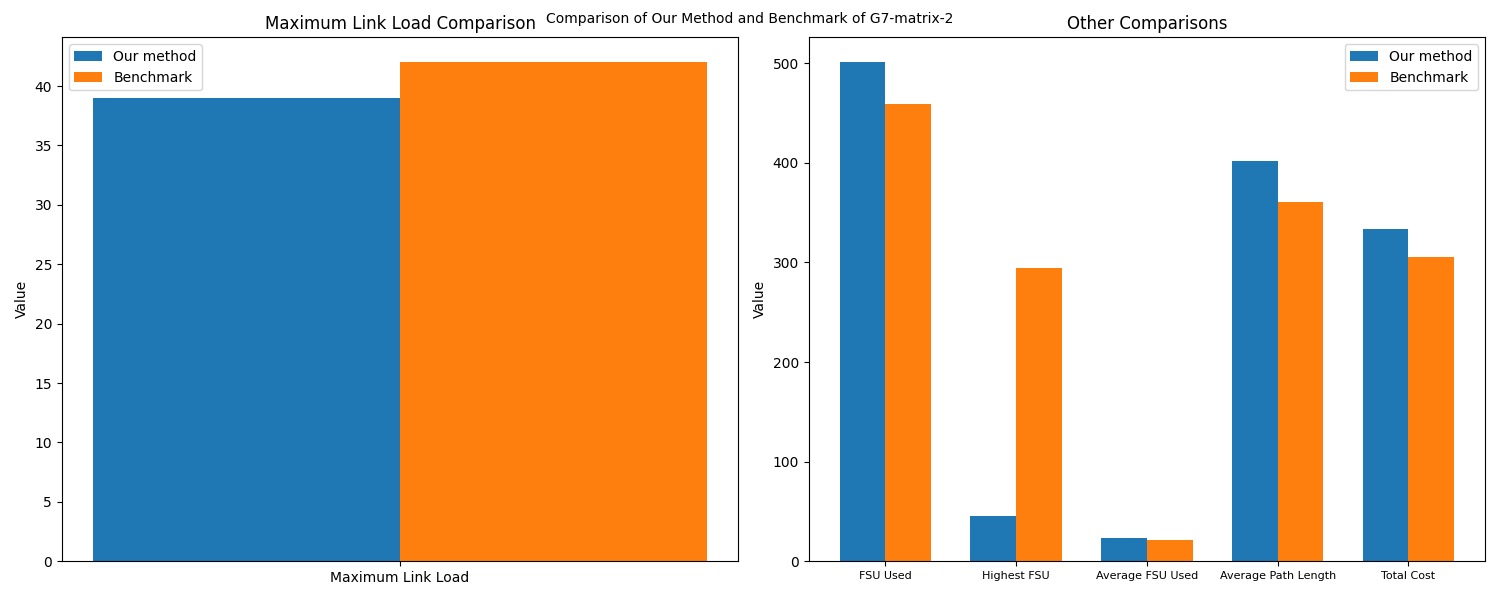 Comparison of Our Method and Benchmark of G7-matrix-2
Maximum Link Load Comparison
Our method
Benchmark
Value
40
35
30
25
20
15
10
5
0
Maximum Link Load
Other Comparisons
Our method
Benchmark
Value
500
400
300
200
100
0
FSU Used
Highest FSU
Average FSU Used
Average Path Length
Total Cost